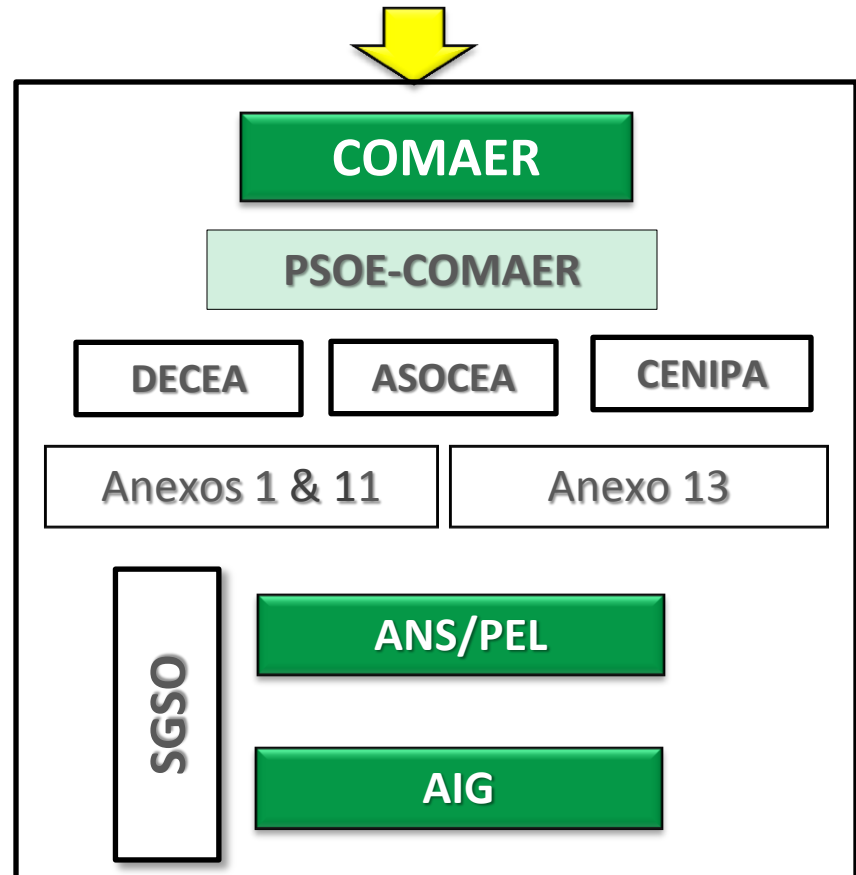 COMAER
PSOE-COMAER
DECEA
ASOCEA
CENIPA
Anexos 1 & 11
Anexo 13
SGSO
ANS/PEL
AIG